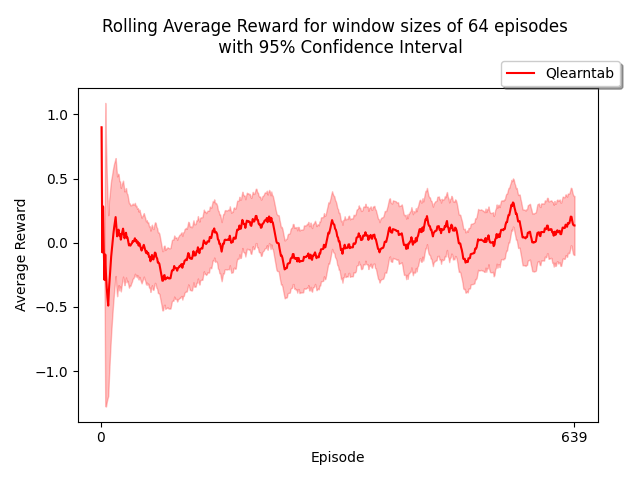 Rolling Average Reward for window sizes of 64 episodes
with 95% Confidence Interval
Qlearntab
1.0
0.5
0.0
−0.5
−1.0
Average Reward
0
639
Episode